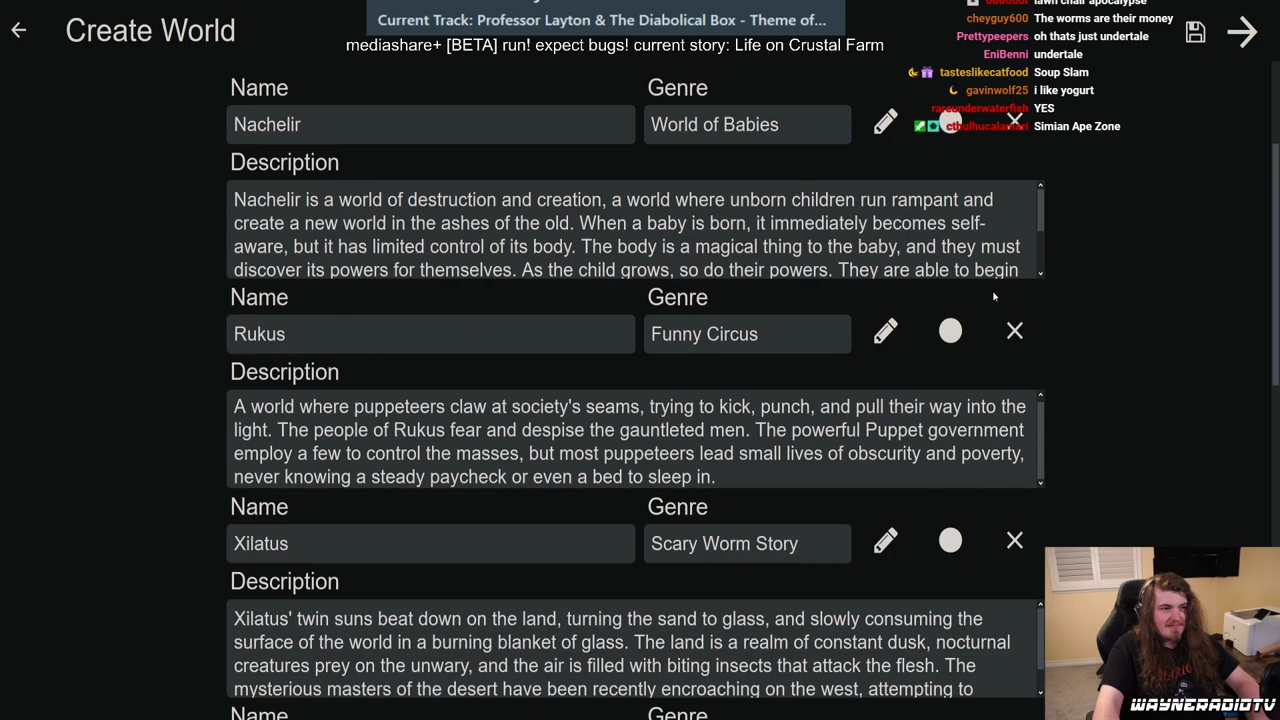 Create World
Current Track: Professor Layton & The Diabolical Box - Theme of...
mediashare+ [BETA] run! expect bugs! current story: Life on Crustal Farm
lawn chair apocalypse
cheyguy600 The worms are their money
Prettypeepers oh thats just undertale
EniBenni undertale
tasteslikecatfood Soup Slam
gavinwolf25 i like yogurt
rareunderwaterfish YES
cthulhucalamari Simian Ape Zone
Name Genre
Nachelir World of Babies
Description
Nachelir is a world of destruction and creation, a world where unborn children run rampant and
create a new world in the ashes of the old. When a baby is born, it immediately becomes self-
aware, but it has limited control of its body. The body is a magical thing to the baby, and they must
discover its powers for themselves. As the child grows, so do their powers. They are able to begin
Name Genre
Rukus Funny Circus
Description
A world where puppeteers claw at society's seams, trying to kick, punch, and pull their way into the
light. The people of Rukus fear and despise the gauntleted men. The powerful Puppet government
employ a few to control the masses, but most puppeteers lead small lives of obscurity and poverty,
never knowing a steady paycheck or even a bed to sleep in.
Name Genre
Xilatus Scary Worm Story
Description
Xilatus' twin suns beat down on the land, turning the sand to glass, and slowly consuming the
surface of the world in a burning blanket of glass. The land is a realm of constant dusk, nocturnal
creatures prey on the unwary, and the air is filled with biting insects that attack the flesh. The
mysterious masters of the desert have been recently encroaching on the west, attempting to
Name Genre
WAYNERADIOTV